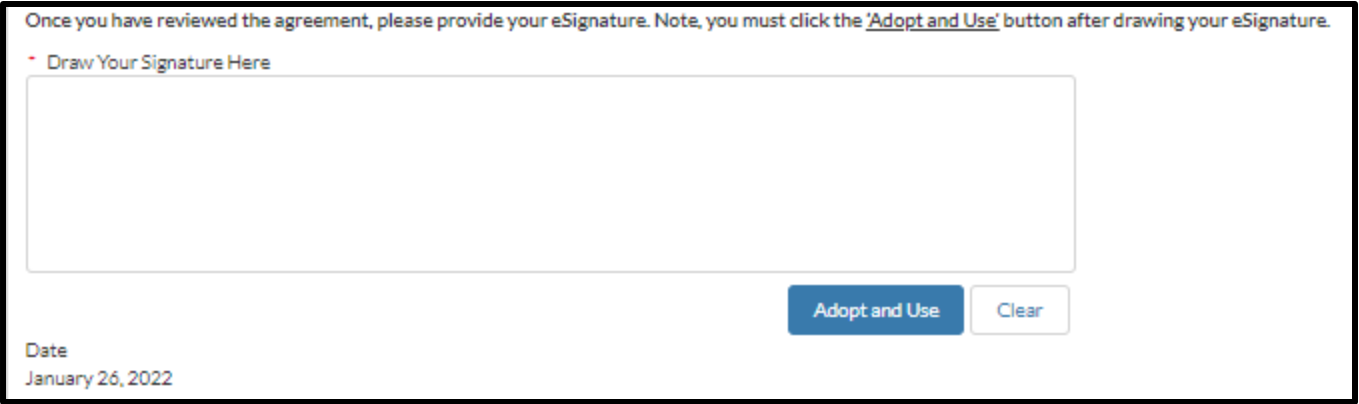 Once you have reviewed the agreement, please provide your eSignature. Note, you must click the 'Adopt and Use' button after drawing your eSignature.
* Draw Your Signature Here
Adopt and Use Clear
Date
January 26, 2022